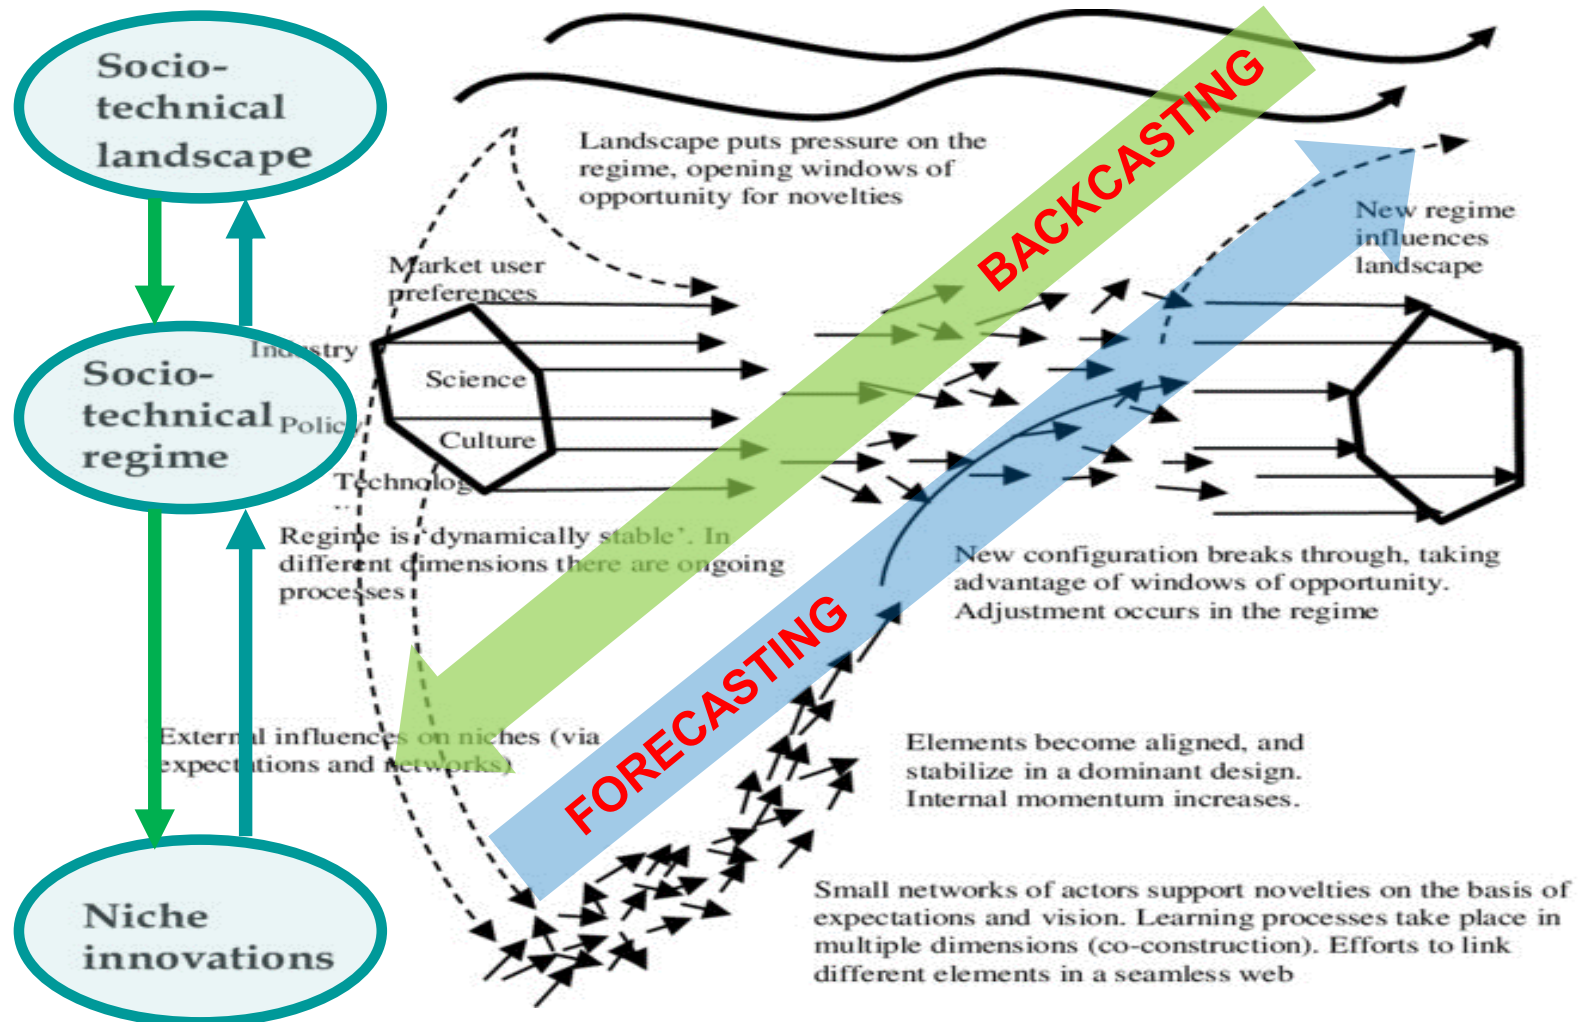 Socio-
technical
landscape
Landscape puts pressure on the
regime, opening windows of
opportunity for novelties
BACKCASTING
New regime
influences
landscape
Market user
preferences
Industry
Science
Socio-
technical
regime
Policy
Culture
Technolog
Regime is ‘dynamically stable’. In
different dimensions there are ongoing
processes
New configuration breaks through, taking
advantage of windows of opportunity.
Adjustment occurs in the regime
FORECASTING
External influences on niches (via
expectations and networks)
Elements become aligned, and
stabilize in a dominant design.
Internal momentum increases.
Small networks of actors support novelties on the basis of
expectations and vision. Learning processes take place in
multiple dimensions (co-construction). Efforts to link
different elements in a seamless web
Niche
innovations